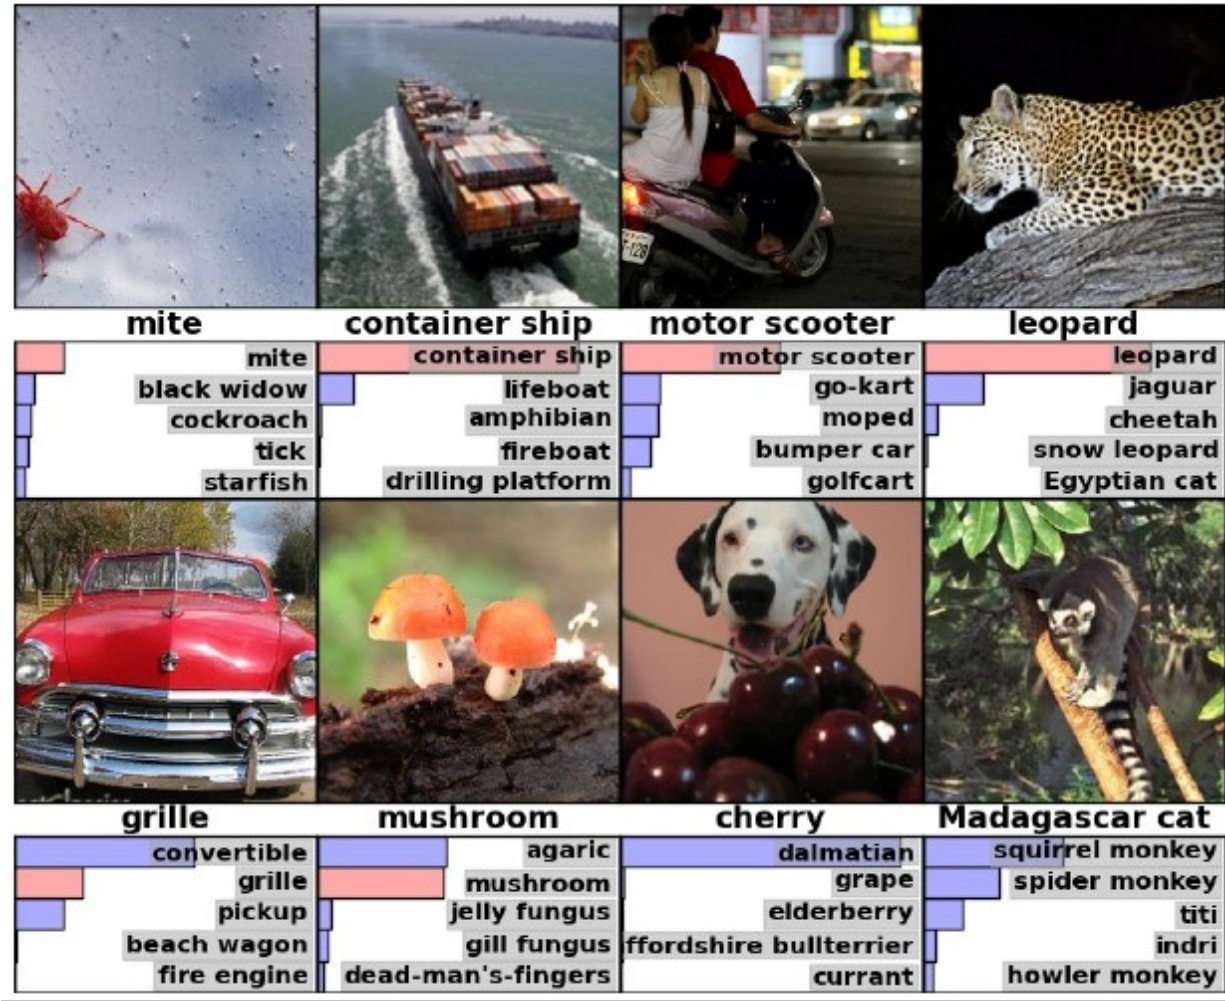 mite
container ship
motor scooter
leopard
mite
black widow
cockroach
tick
starfish
container ship
lifeboat
amphibian
fireboat
drilling platform
motor scooter
go-kart
moped
bumper car
golfcart
leopard
jaguar
cheetah
snow leopard
Egyptian cat
grille
mushroom
cherry
Madagascar cat
convertible
grille
pickup
beach wagon
fire engine
agaric
mushroom
jelly fungus
gill fungus
dead-man's-fingers
dalmatian
grape
elderberry
ffordshire bullterrier
currant
squirrel monkey
spider monkey
titi
indri
howler monkey